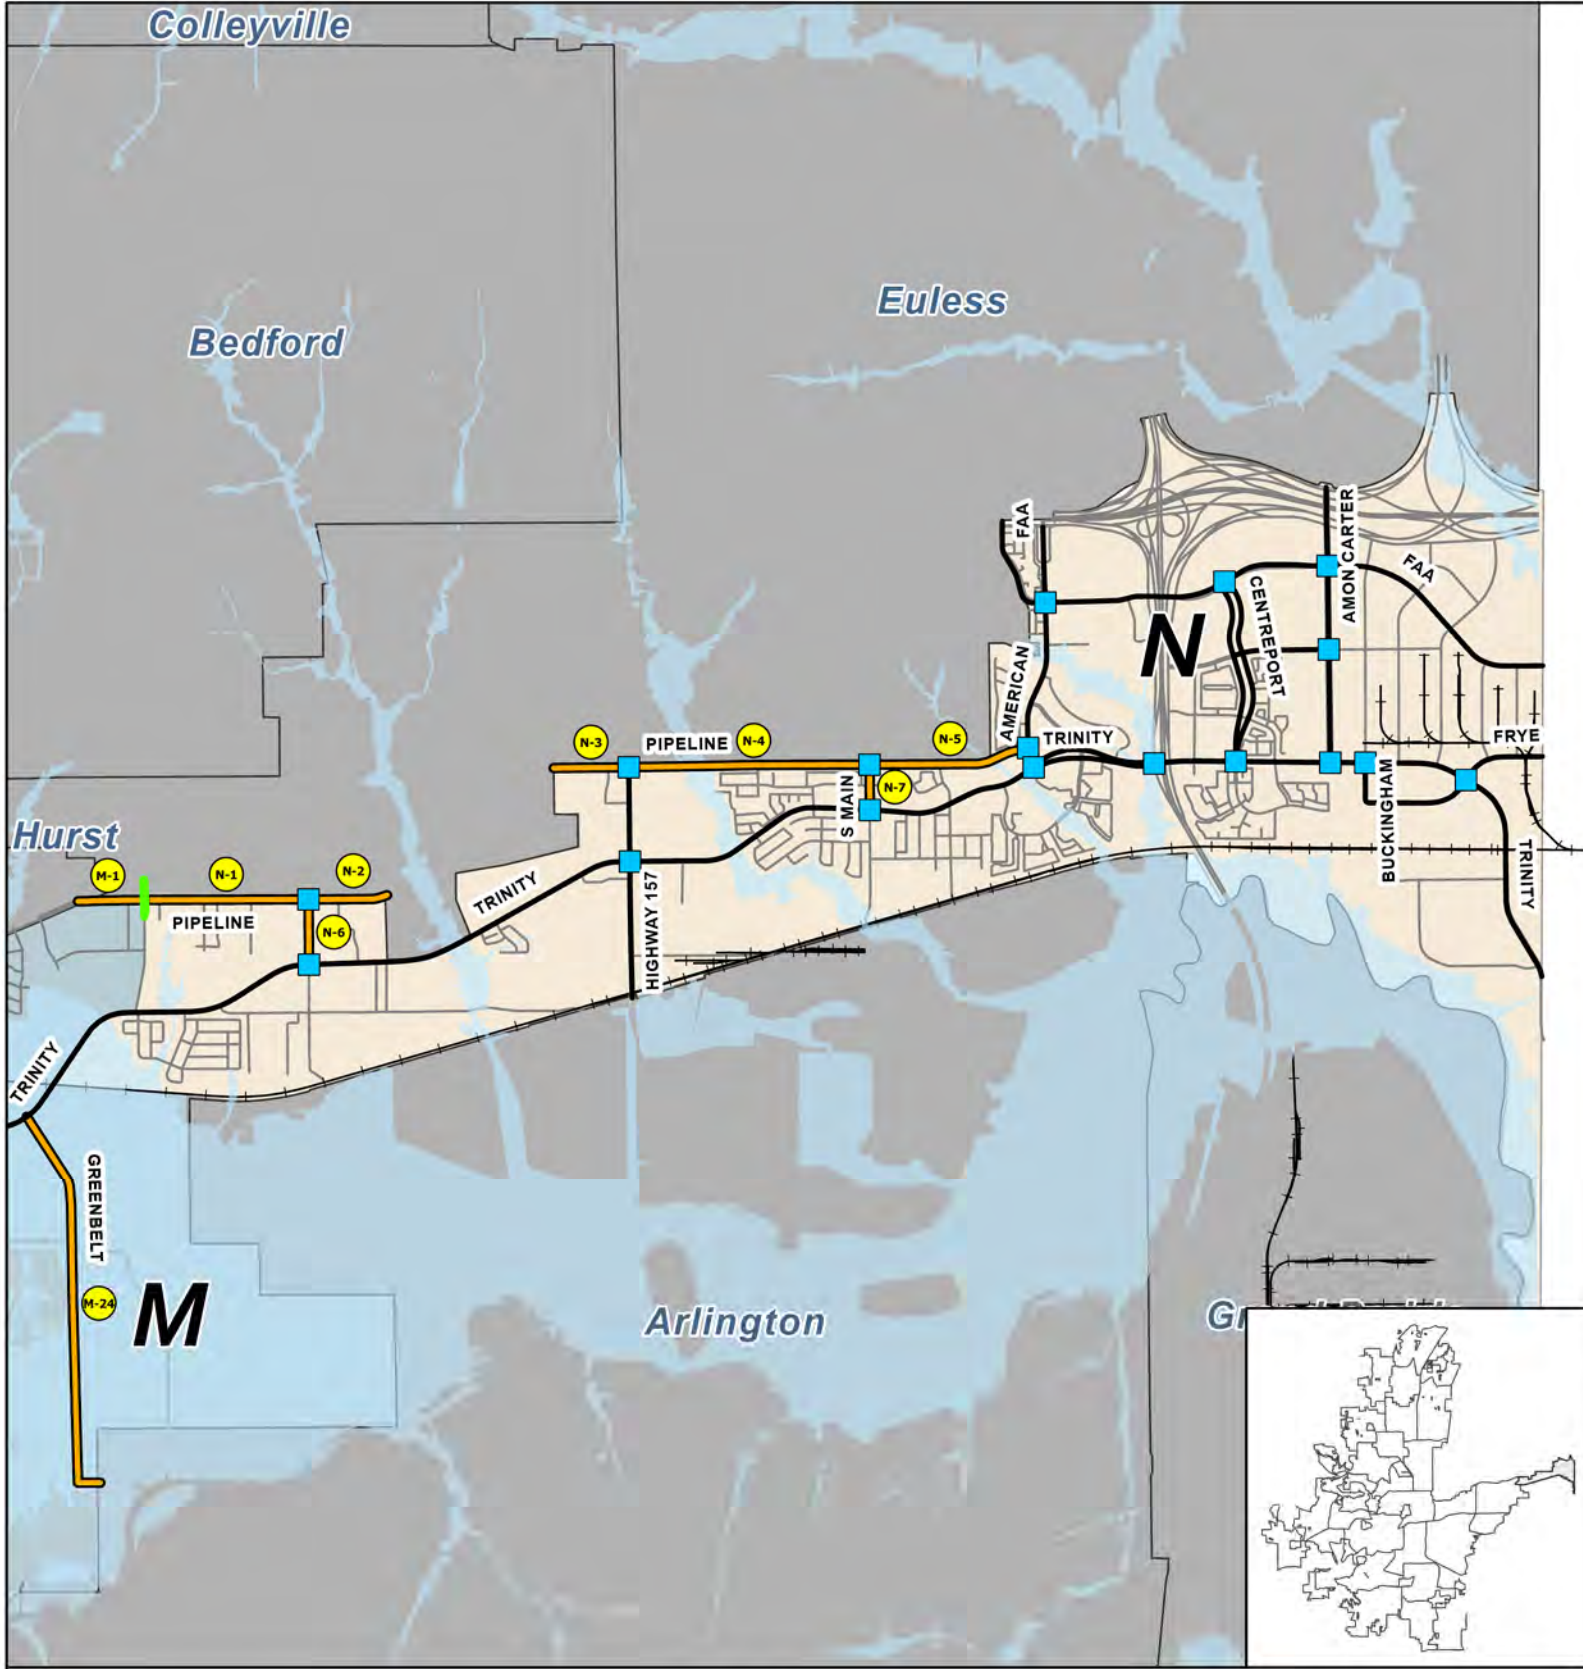 Colleyville
Euless
Bedford
FAA
AMON CARTER
FAA
CENTREPORT
N
AMERICAN
N-3
PIPELINE
N-4
N-5
TRINITY
FRYE
N-7
S MAIN
Hurst
BUCKINGHAM
M-1
N-1
N-2
TRINITY
TRINITY
PIPELINE
N-6
HIGHWAY 157
TRINITY
GREENBELT
M-24
M
Arlington